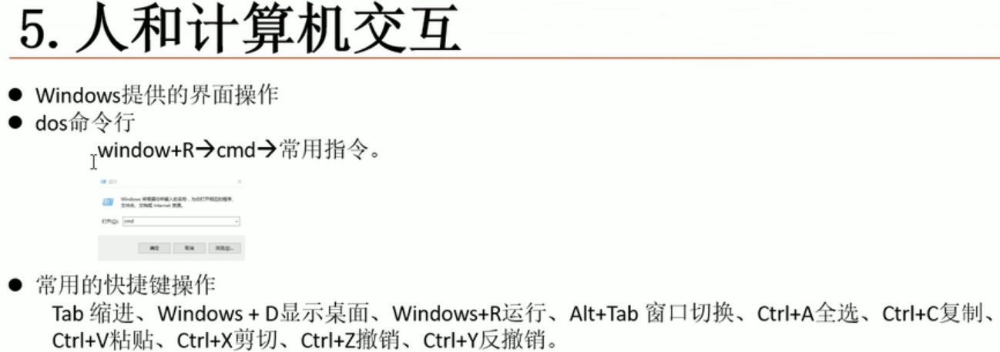 5. 人和计算机交互
● Windows提供的界面操作
● dos命令行
window+R→cmd→常用指令。
运行
Windows 将根据你所输入的名称，为你打开相应的程序、
文件夹、文档或 Internet 资源。
打开(O): cmd
确定 取消 浏览(B)...
● 常用的快捷键操作
Tab 缩进、Windows + D显示桌面、Windows+R运行、Alt+Tab 窗口切换、Ctrl+A全选、Ctrl+C复制、
Ctrl+V粘贴、Ctrl+X剪切、Ctrl+Z撤销、Ctrl+Y反撤销。